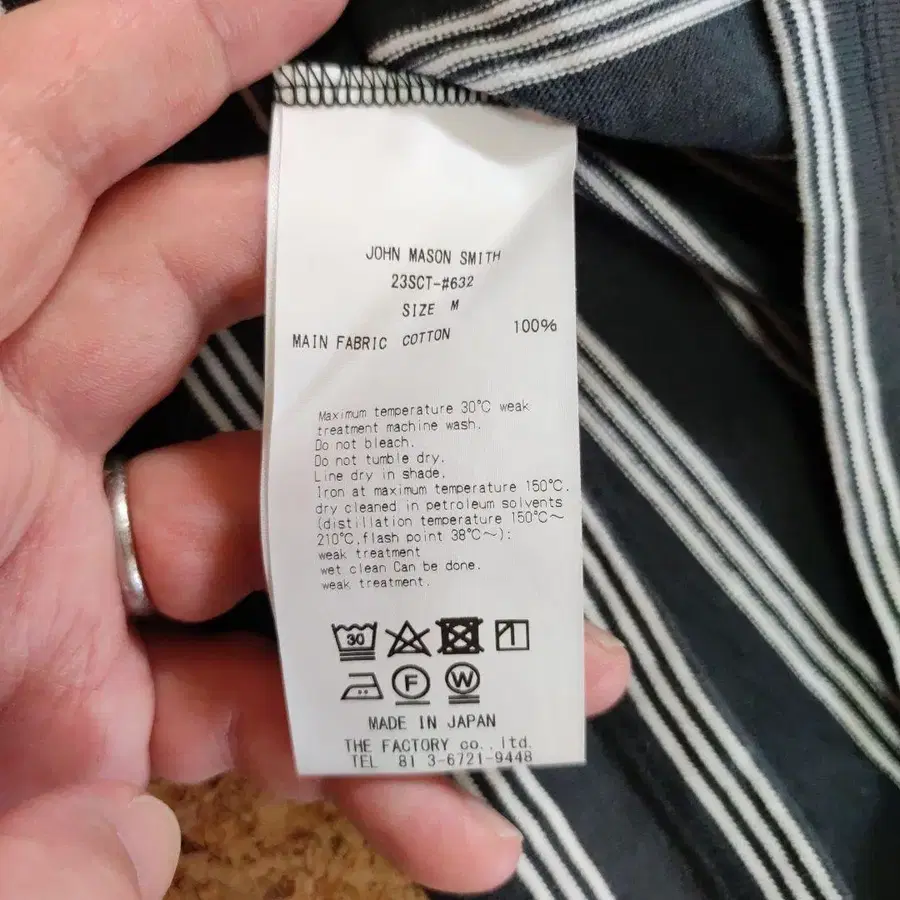 JOHN MASON SMITH
23SCT-#632
SIZE M
MAIN FABRIC COTTON 100%
Maximum temperature 30°C weak
treatment machine wash.
Do not bleach.
Do not tumble dry.
Line dry in shade.
Iron at maximum temperature 150°C.
dry cleaned in petroleum solvents
(distillation temperature 150°C~
210°C,flash point 38°C~):
weak treatment
wet clean Can be done.
weak treatment.
30
F W
MADE IN JAPAN
THE FACTORY co.,ltd.
TEL 81 3-6721-9448